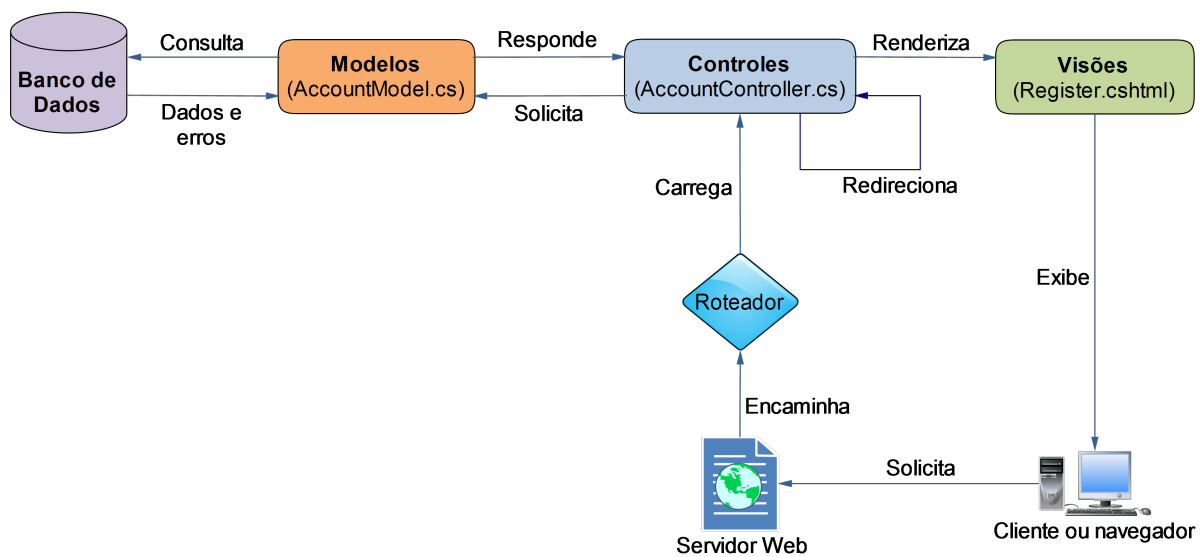 Consulta
Responde
Renderiza
Banco de
Dados
Modelos
(AccountModel.cs)
Controles
(AccountController.cs)
Visões
(Register.cshtml)
Dados e
erros
Solicita
Carrega
Redireciona
Exibe
Roteador
Encaminha
Solicita
Servidor Web
Cliente ou navegador